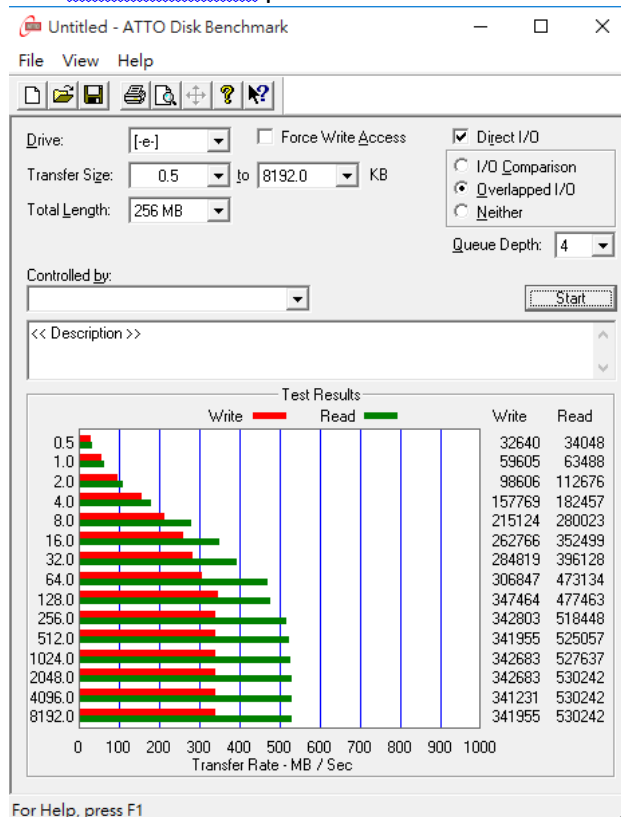 Untitled - ATTO Disk Benchmark
File View Help
Drive: [-e-] Force Write Access Direct I/O
Transfer Size: 0.5 to 8192.0 KB I/O Comparison
Overlapped I/O
Total Length: 256 MB Neither
Queue Depth: 4
Controlled by:
Start
<< Description >>
Test Results
Write Read Write Read
0.5 32640 34048
1.0 59605 63488
2.0 98606 112676
4.0 157769 182457
8.0 215124 280023
16.0 262766 352499
32.0 284819 396128
64.0 306847 473134
128.0 347464 477463
256.0 342803 518448
512.0 341955 525057
1024.0 342683 527637
2048.0 342683 530242
4096.0 341231 530242
8192.0 341955 530242
0 100 200 300 400 500 600 700 800 900 1000
Transfer Rate - MB / Sec
For Help, press F1